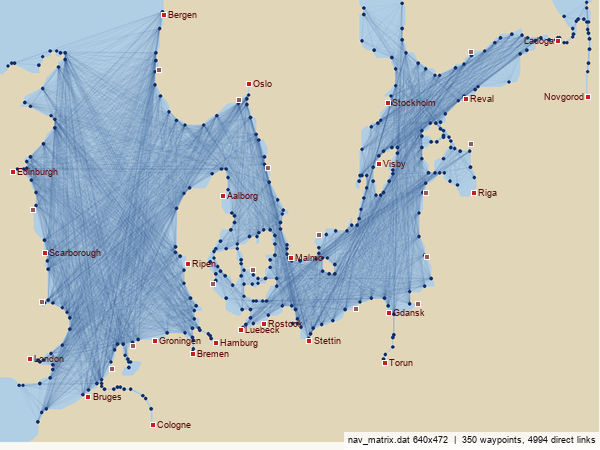 Bergen
Ladoga
Oslo
Novgorod
Stockholm
Reval
Edinburgh
Visby
Riga
Aalborg
Scarborough
Malmo
Ripen
Gdansk
Rostock
Luebeck
Groningen
Hamburg
Stettin
Bremen
London
Torun
Bruges
Cologne
nav_matrix.dat 640x472 | 350 waypoints, 4994 direct links